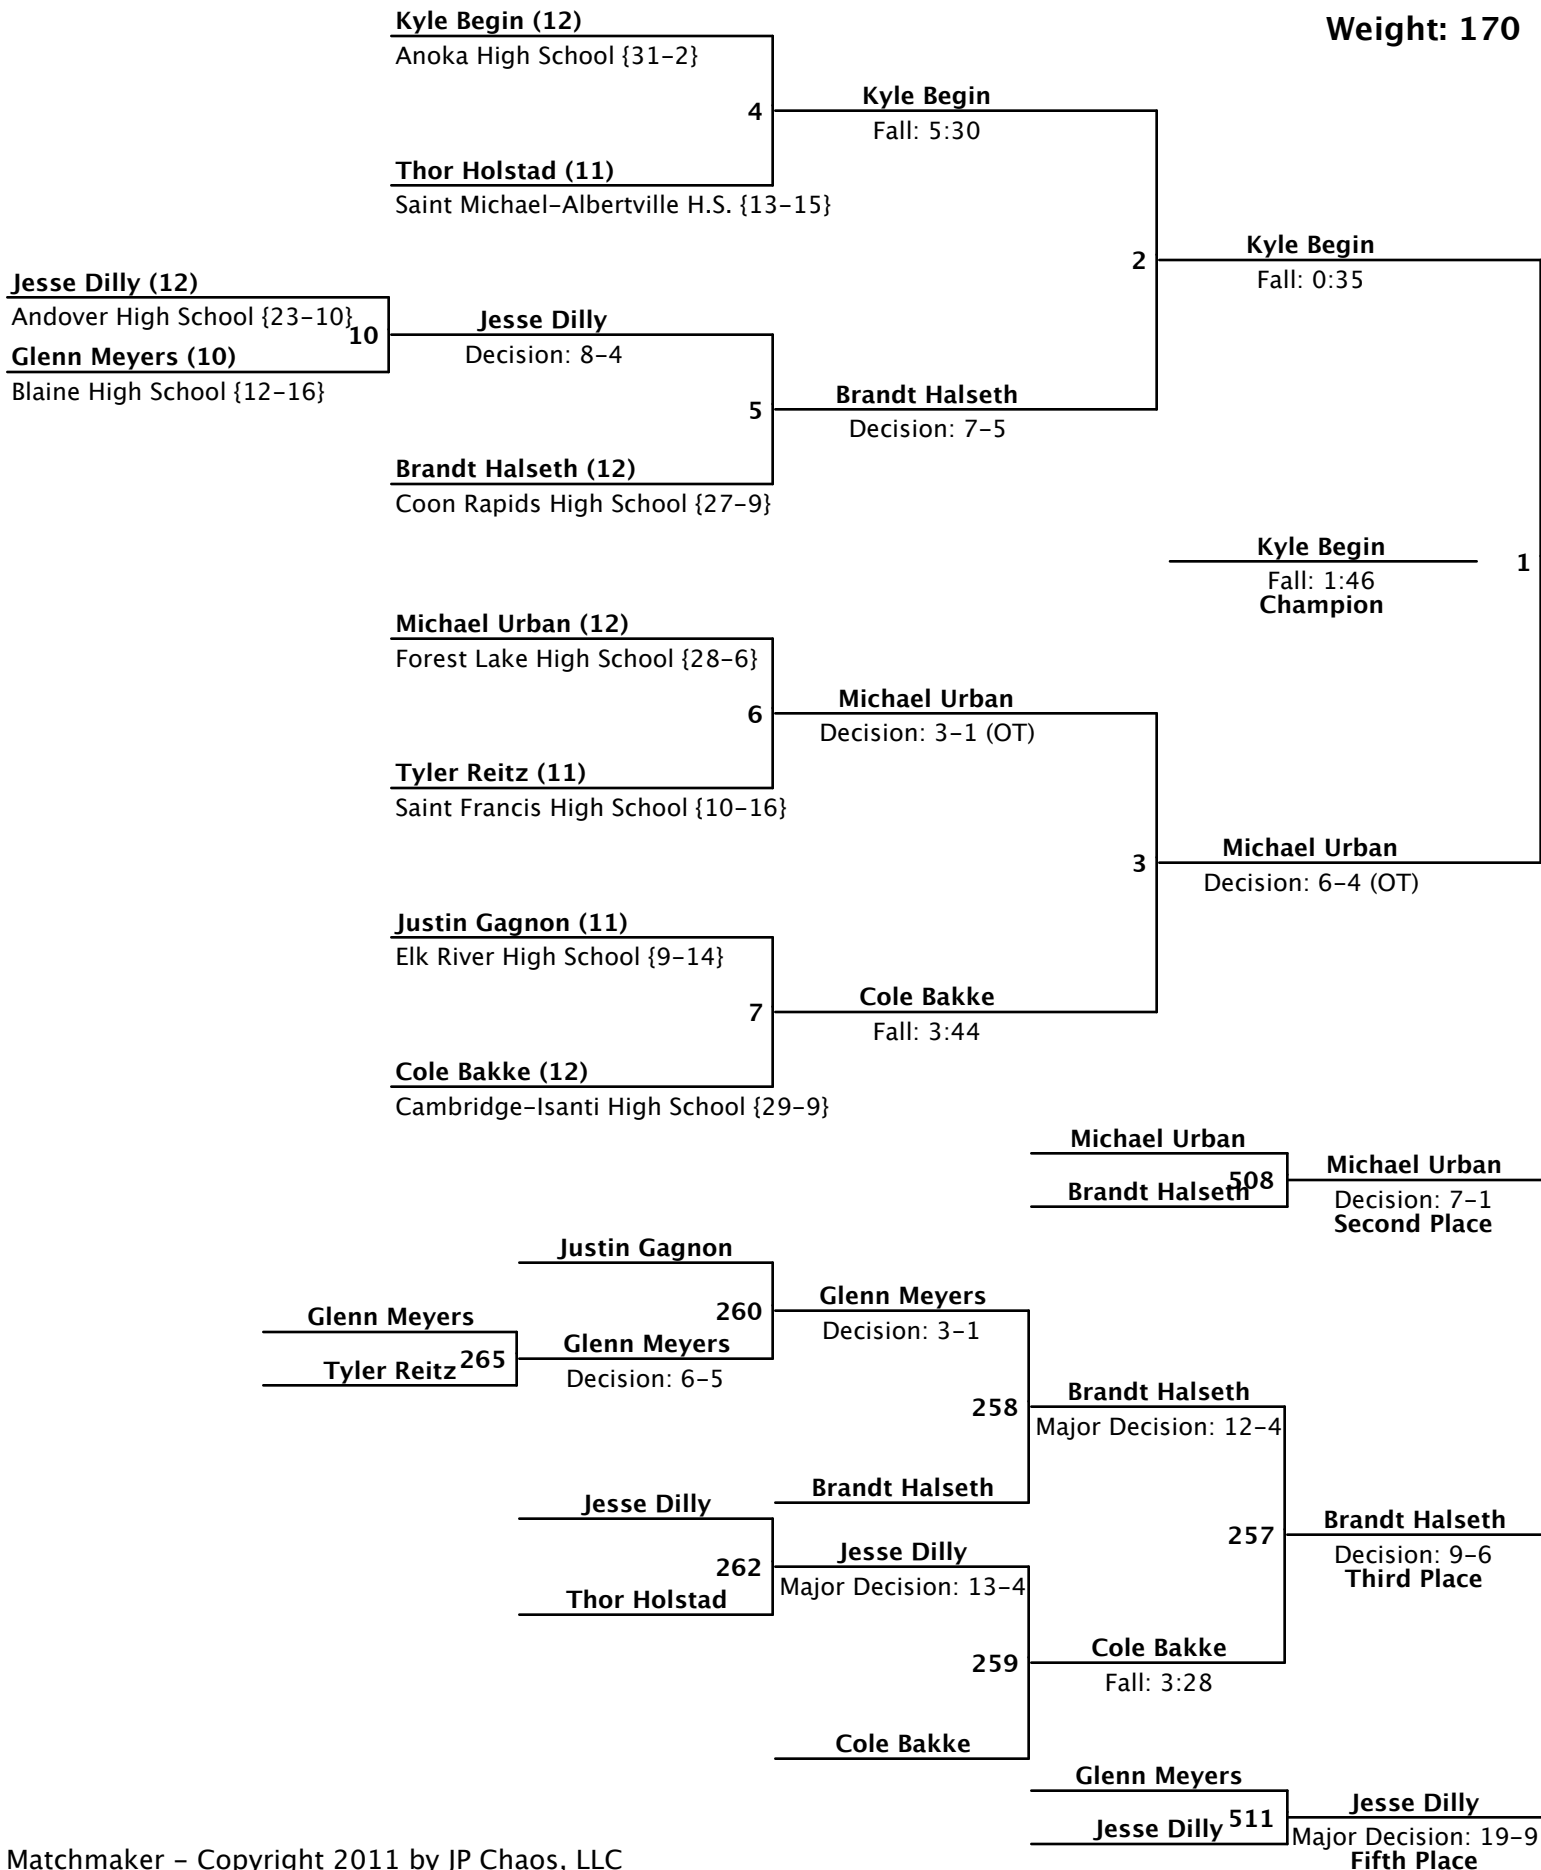 Weight: 170
Kyle Begin (12)
Anoka High School {31-2}
4
Kyle Begin
Fall: 5:30
Thor Holstad (11)
Saint Michael-Albertville H.S. {13-15}
2
Kyle Begin
Fall: 0:35
Jesse Dilly (12)
Andover High School {23-10}
10
Jesse Dilly
Decision: 8-4
Glenn Meyers (10)
Blaine High School {12-16}
5
Brandt Halseth
Decision: 7-5
Brandt Halseth (12)
Coon Rapids High School {27-9}
Kyle Begin
Fall: 1:46
Champion
1
Michael Urban (12)
Forest Lake High School {28-6}
6
Michael Urban
Decision: 3-1 (OT)
Tyler Reitz (11)
Saint Francis High School {10-16}
3
Michael Urban
Decision: 6-4 (OT)
Justin Gagnon (11)
Elk River High School {9-14}
7
Cole Bakke
Fall: 3:44
Cole Bakke (12)
Cambridge-Isanti High School {29-9}
Michael Urban
508
Brandt Halseth
Michael Urban
Decision: 7-1
Second Place
Justin Gagnon
260
Glenn Meyers
Decision: 3-1
Glenn Meyers
265
Tyler Reitz
Glenn Meyers
Decision: 6-5
258
Brandt Halseth
Major Decision: 12-4
Brandt Halseth
Jesse Dilly
262
Jesse Dilly
Major Decision: 13-4
Thor Holstad
257
Brandt Halseth
Decision: 9-6
Third Place
259
Cole Bakke
Fall: 3:28
Cole Bakke
Glenn Meyers
511
Jesse Dilly
Jesse Dilly
Major Decision: 19-9
Fifth Place
Matchmaker - Copyright 2011 by JP Chaos, LLC